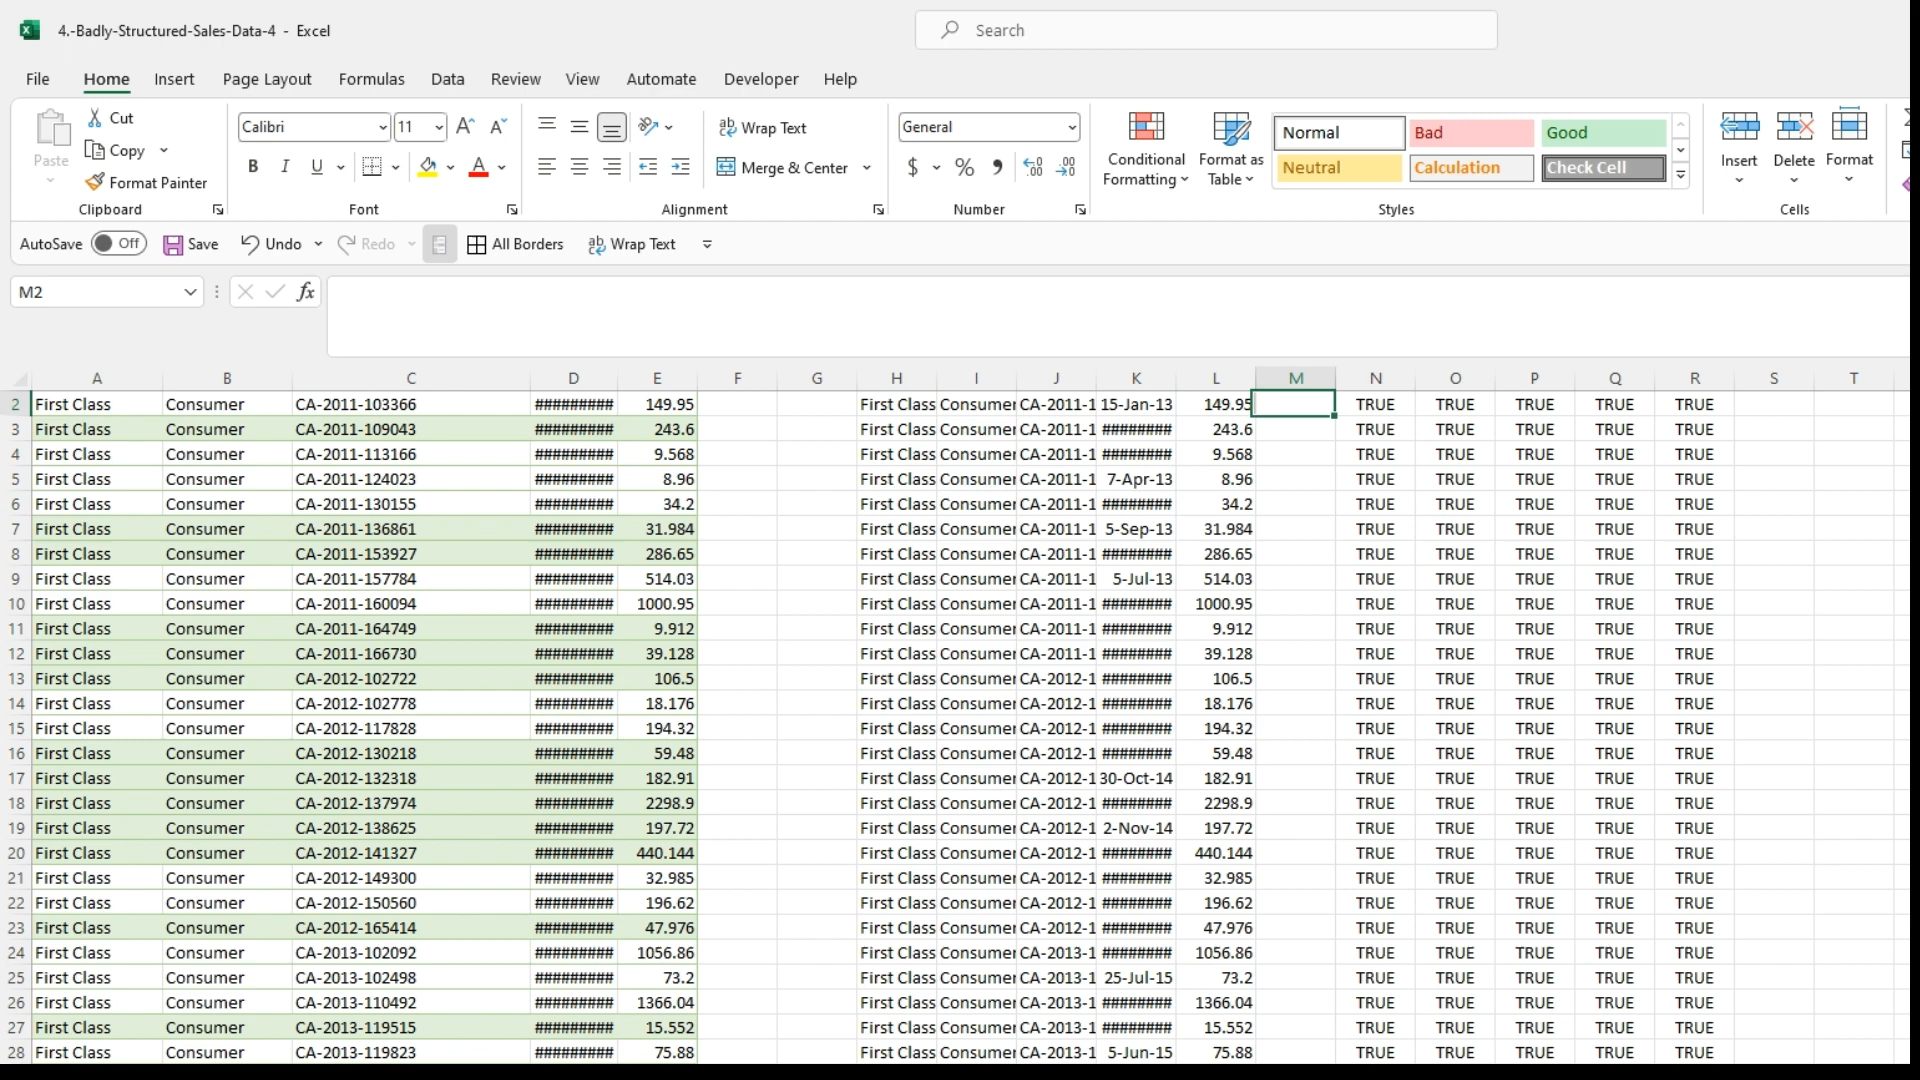 4.-Badly-Structured-Sales-Data-4 - Excel
Search
File Home Insert Page Layout Formulas Data Review View Automate Developer Help
Paste
Cut
Copy
Format Painter
Clipboard
Calibri 11
B I U A
Font
Wrap Text
Merge & Center
Alignment
General
$ % ,
Number
Conditional Formatting
Format as Table
Normal Bad Good
Neutral Calculation Check Cell
Styles
Insert Delete Format
Cells
AutoSave Off Save Undo Redo All Borders Wrap Text
M2 fx
A B C D E F G H I J K L M N O P Q R S T
2 First Class Consumer CA-2011-103366 ######### 149.95 First Class Consumer CA-2011-1 15-Jan-13 149.95 TRUE TRUE TRUE TRUE TRUE
3 First Class Consumer CA-2011-109043 ######### 243.6 First Class Consumer CA-2011-1 ######## 243.6 TRUE TRUE TRUE TRUE TRUE
4 First Class Consumer CA-2011-113166 ######### 9.568 First Class Consumer CA-2011-1 ######## 9.568 TRUE TRUE TRUE TRUE TRUE
5 First Class Consumer CA-2011-124023 ######### 8.96 First Class Consumer CA-2011-1 7-Apr-13 8.96 TRUE TRUE TRUE TRUE TRUE
6 First Class Consumer CA-2011-130155 ######### 34.2 First Class Consumer CA-2011-1 ######## 34.2 TRUE TRUE TRUE TRUE TRUE
7 First Class Consumer CA-2011-136861 ######### 31.984 First Class Consumer CA-2011-1 5-Sep-13 31.984 TRUE TRUE TRUE TRUE TRUE
8 First Class Consumer CA-2011-153927 ######### 286.65 First Class Consumer CA-2011-1 ######## 286.65 TRUE TRUE TRUE TRUE TRUE
9 First Class Consumer CA-2011-157784 ######### 514.03 First Class Consumer CA-2011-1 5-Jul-13 514.03 TRUE TRUE TRUE TRUE TRUE
10 First Class Consumer CA-2011-160094 ######### 1000.95 First Class Consumer CA-2011-1 ######## 1000.95 TRUE TRUE TRUE TRUE TRUE
11 First Class Consumer CA-2011-164749 ######### 9.912 First Class Consumer CA-2011-1 ######## 9.912 TRUE TRUE TRUE TRUE TRUE
12 First Class Consumer CA-2011-166730 ######### 39.128 First Class Consumer CA-2011-1 ######## 39.128 TRUE TRUE TRUE TRUE TRUE
13 First Class Consumer CA-2012-102722 ######### 106.5 First Class Consumer CA-2012-1 ######## 106.5 TRUE TRUE TRUE TRUE TRUE
14 First Class Consumer CA-2012-102778 ######### 18.176 First Class Consumer CA-2012-1 ######## 18.176 TRUE TRUE TRUE TRUE TRUE
15 First Class Consumer CA-2012-117828 ######### 194.32 First Class Consumer CA-2012-1 ######## 194.32 TRUE TRUE TRUE TRUE TRUE
16 First Class Consumer CA-2012-130218 ######### 59.48 First Class Consumer CA-2012-1 ######## 59.48 TRUE TRUE TRUE TRUE TRUE
17 First Class Consumer CA-2012-132318 ######### 182.91 First Class Consumer CA-2012-1 30-Oct-14 182.91 TRUE TRUE TRUE TRUE TRUE
18 First Class Consumer CA-2012-137974 ######### 2298.9 First Class Consumer CA-2012-1 ######## 2298.9 TRUE TRUE TRUE TRUE TRUE
19 First Class Consumer CA-2012-138625 ######### 197.72 First Class Consumer CA-2012-1 2-Nov-14 197.72 TRUE TRUE TRUE TRUE TRUE
20 First Class Consumer CA-2012-141327 ######### 440.144 First Class Consumer CA-2012-1 ######## 440.144 TRUE TRUE TRUE TRUE TRUE
21 First Class Consumer CA-2012-149300 ######### 32.985 First Class Consumer CA-2012-1 ######## 32.985 TRUE TRUE TRUE TRUE TRUE
22 First Class Consumer CA-2012-150560 ######### 196.62 First Class Consumer CA-2012-1 ######## 196.62 TRUE TRUE TRUE TRUE TRUE
23 First Class Consumer CA-2012-165414 ######### 47.976 First Class Consumer CA-2012-1 ######## 47.976 TRUE TRUE TRUE TRUE TRUE
24 First Class Consumer CA-2013-102092 ######### 1056.86 First Class Consumer CA-2013-1 ######## 1056.86 TRUE TRUE TRUE TRUE TRUE
25 First Class Consumer CA-2013-102498 ######### 73.2 First Class Consumer CA-2013-1 25-Jul-15 73.2 TRUE TRUE TRUE TRUE TRUE
26 First Class Consumer CA-2013-110492 ######### 1366.04 First Class Consumer CA-2013-1 ######## 1366.04 TRUE TRUE TRUE TRUE TRUE
27 First Class Consumer CA-2013-119515 ######### 15.552 First Class Consumer CA-2013-1 ######## 15.552 TRUE TRUE TRUE TRUE TRUE
28 First Class Consumer CA-2013-119823 ######### 75.88 First Class Consumer CA-2013-1 5-Jun-15 75.88 TRUE TRUE TRUE TRUE TRUE